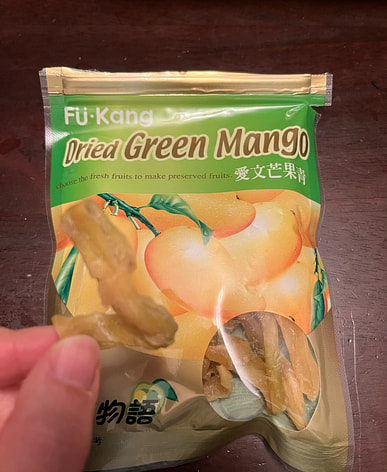 Fü·Kang
Dried Green Mango
choose the fresh fruits to make preserved fruits.
愛文芒果青
物語